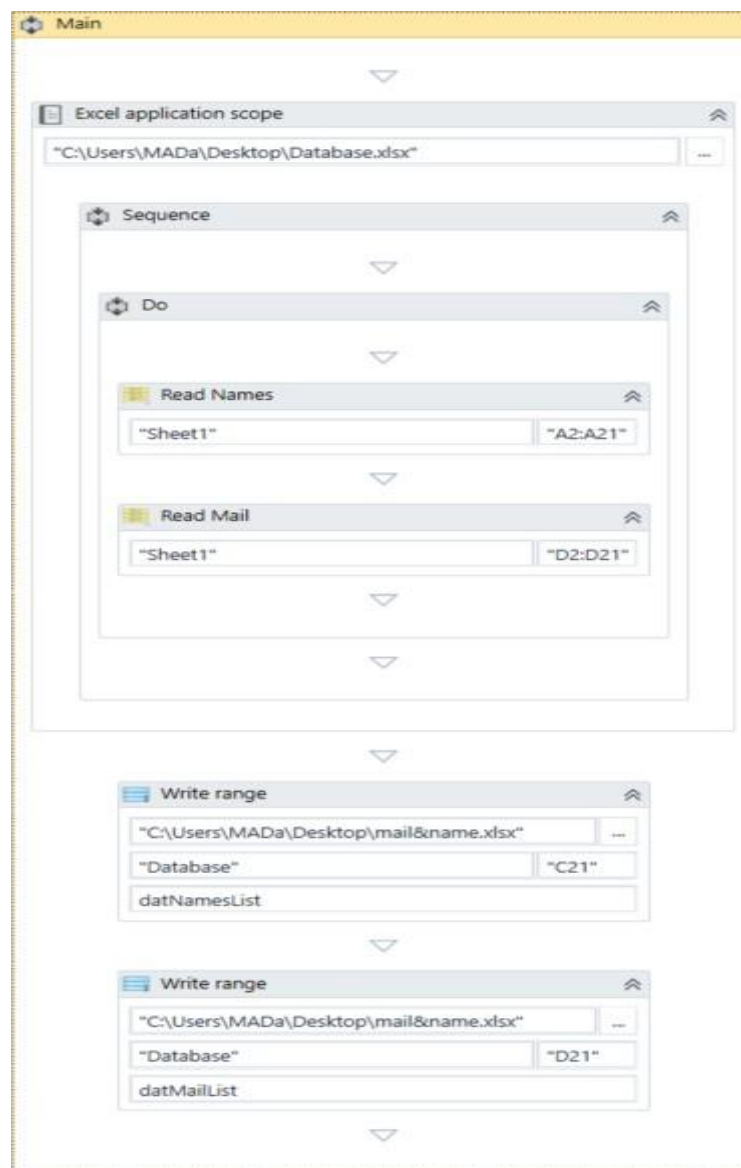 Main
Excel application scope
"C:\Users\MADa\Desktop\Database.xlsx" ...
Sequence
Do
Read Names
"Sheet1" "A2:A21"
Read Mail
"Sheet1" "D2:D21"
Write range
"C:\Users\MADa\Desktop\mail&name.xlsx" ...
"Database" "C21"
datNamesList
Write range
"C:\Users\MADa\Desktop\mail&name.xlsx" ...
"Database" "D21"
datMailList